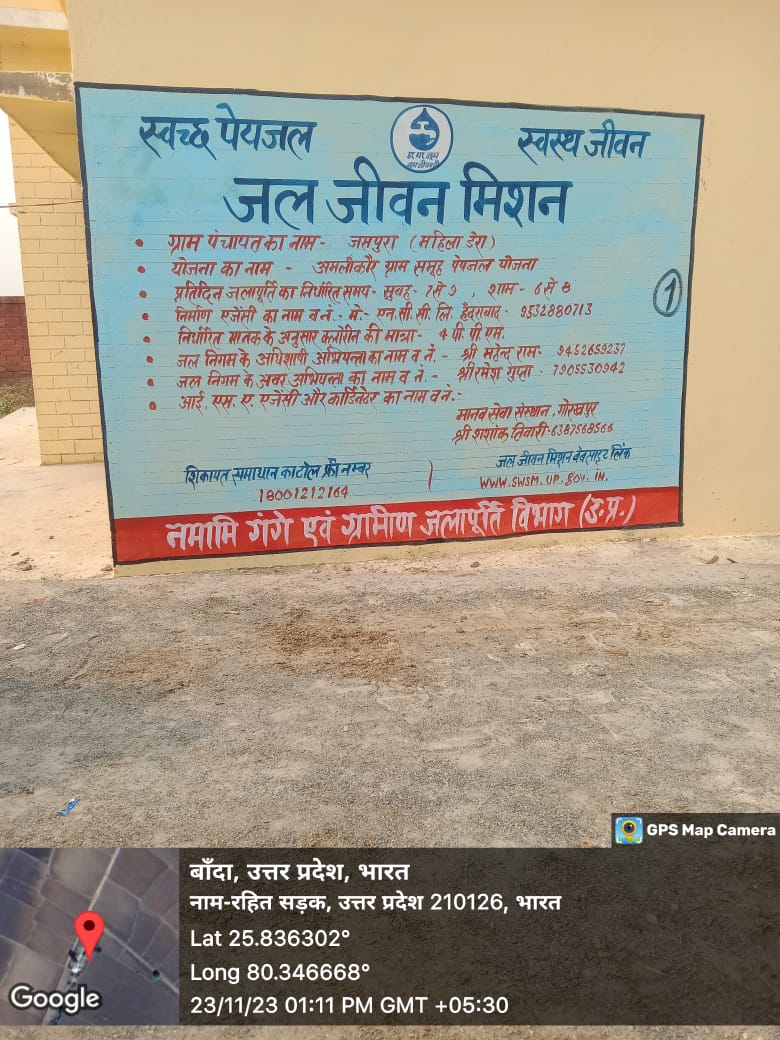 स्वच्छ पेयजल
स्वस्थ जीवन
हर घर जल
जल जीवन मिशन
• ग्राम पंचायत का नाम - जसपुरा (महिला डेरा)
• योजना का नाम - अमलीकौर ग्राम समूह पेयजल योजना
• प्रतिदिन जलापूर्ति का निर्धारित समय- सुबह- 7 से 9 , शाम - 6 से 8
• निर्माण एजेंसी का नाम व नं. - मे:- एन.सी.सी. लि. हैदराबाद - 9532880713
• निर्धारित मानक के अनुसार क्लोरीन की मात्रा- 4 पी.पी.एम.
• जल निगम के अधिशाषी अभियन्ता का नाम व नं. - श्री महेन्द्र राम- 9452659237
• जल निगम के अवर अभियन्ता का नाम व नं. - श्री रमेश गुप्ता - 7905530942
• आई. एस. ए. एजेंसी और कार्डिनेटर का नाम व नं.-
मानव सेवा संस्थान, गोरखपुर
श्री शशांक तिवारी- 6387568566
①
शिकायत समाधान का टोल फ्री नम्बर
18001212164
जल जीवन मिशन वेबसाइट लिंक
WWW.SWSM.UP.GOV.IN.
नमामि गंगे एवं ग्रामीण जलापूर्ति विभाग (उ.प्र.)
GPS Map Camera
बाँदा, उत्तर प्रदेश, भारत
नाम-रहित सड़क, उत्तर प्रदेश 210126, भारत
Lat 25.836302°
Long 80.346668°
23/11/23 01:11 PM GMT +05:30
Google